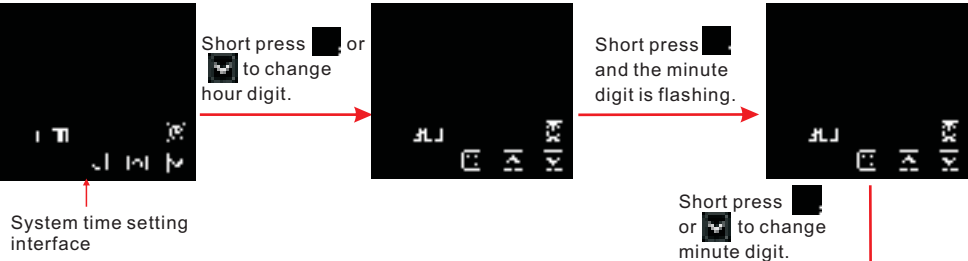 Short press , or
to change
hour digit.
Short press
and the minute
digit is flashing.
System time setting
interface
Short press
or to change
minute digit.